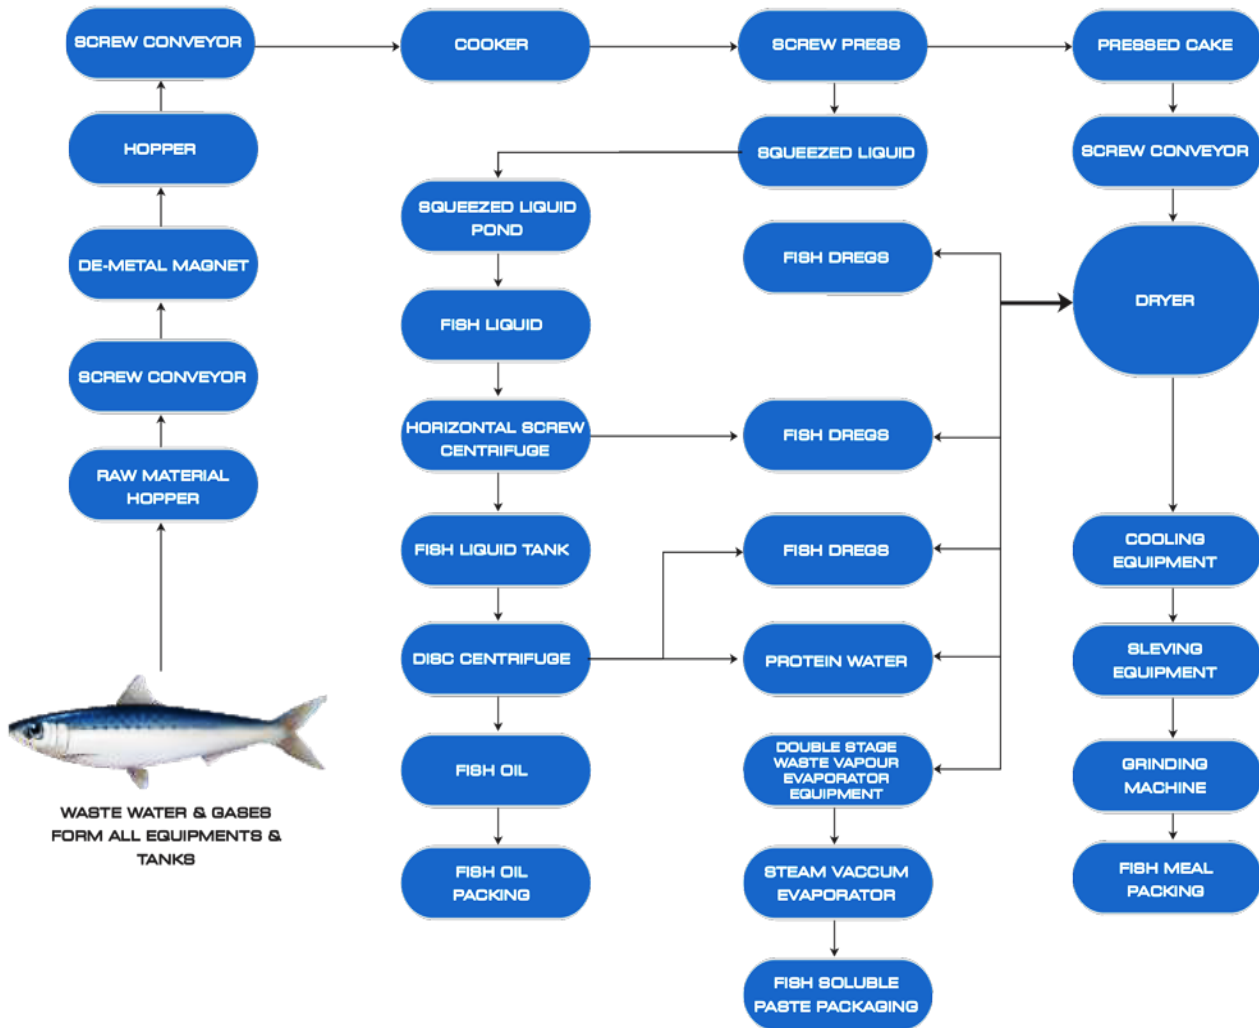 SCREW CONVEYOR
COOKER
SCREW PRESS
PRESSED CAKE
HOPPER
SQUEEZED LIQUID
SCREW CONVEYOR
SQUEEZED LIQUID
POND
DE-METAL MAGNET
FISH DREGS
DRYER
FISH LIQUID
SCREW CONVEYOR
HORIZONTAL SCREW
CENTRIFUGE
FISH DREGS
RAW MATERIAL
HOPPER
FISH LIQUID TANK
FISH DREGS
COOLING
EQUIPMENT
DISC CENTRIFUGE
PROTEIN WATER
SLEVING
EQUIPMENT
FISH OIL
DOUBLE STAGE
WASTE VAPOUR
EVAPORATOR
EQUIPMENT
GRINDING
MACHINE
WASTE WATER & GASES
FORM ALL EQUIPMENTS &
TANKS
FISH OIL
PACKING
STEAM VACCUM
EVAPORATOR
FISH MEAL
PACKING
FISH SOLUBLE
PASTE PACKAGING